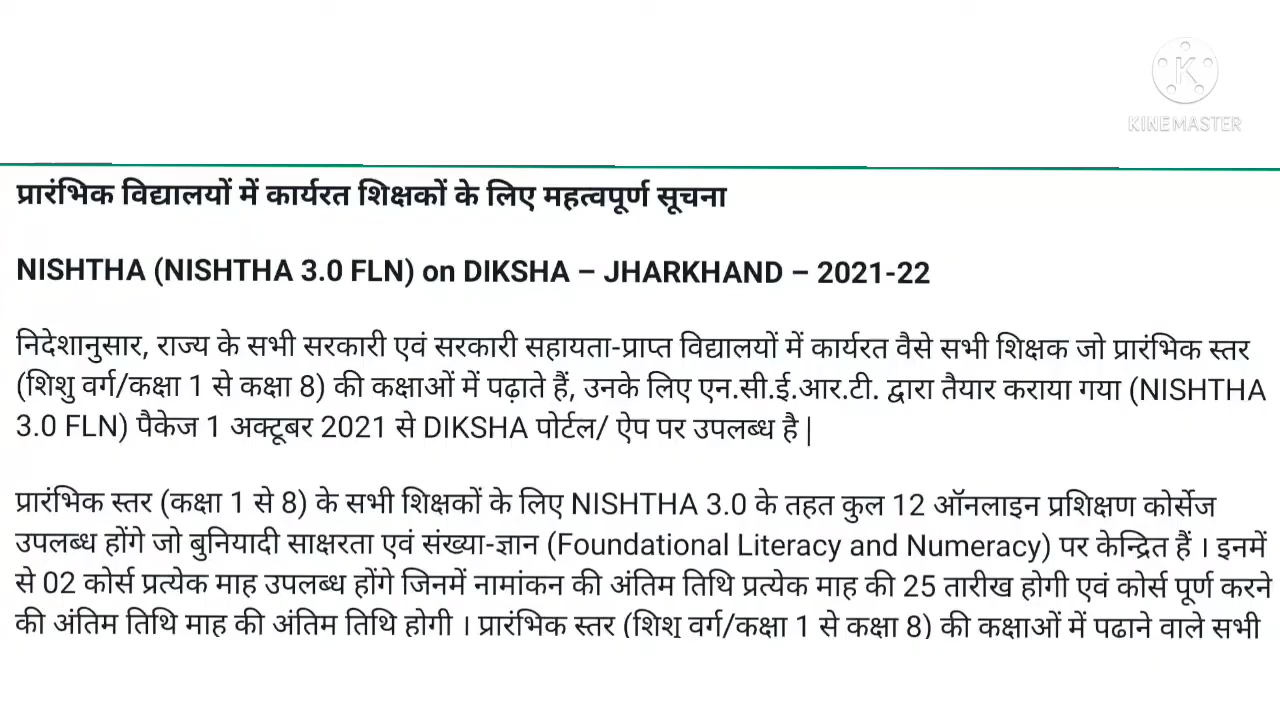 K
KINEMASTER
प्रारंभिक विद्यालयों में कार्यरत शिक्षकों के लिए महत्वपूर्ण सूचना
NISHTHA (NISHTHA 3.0 FLN) on DIKSHA – JHARKHAND – 2021-22
निदेशानुसार, राज्य के सभी सरकारी एवं सरकारी सहायता-प्राप्त विद्यालयों में कार्यरत वैसे सभी शिक्षक जो प्रारंभिक स्तर
(शिशु वर्ग/कक्षा 1 से कक्षा 8) की कक्षाओं में पढ़ाते हैं, उनके लिए एन.सी.ई.आर.टी. द्वारा तैयार कराया गया (NISHTHA
3.0 FLN) पैकेज 1 अक्टूबर 2021 से DIKSHA पोर्टल/ ऐप पर उपलब्ध है |
प्रारंभिक स्तर (कक्षा 1 से 8) के सभी शिक्षकों के लिए NISHTHA 3.0 के तहत कुल 12 ऑनलाइन प्रशिक्षण कोर्सेज
उपलब्ध होंगे जो बुनियादी साक्षरता एवं संख्या-ज्ञान (Foundational Literacy and Numeracy) पर केन्द्रित हैं । इनमें
से 02 कोर्स प्रत्येक माह उपलब्ध होंगे जिनमें नामांकन की अंतिम तिथि प्रत्येक माह की 25 तारीख होगी एवं कोर्स पूर्ण करने
की अंतिम तिथि माह की अंतिम तिथि होगी । प्रारंभिक स्तर (शिशु वर्ग/कक्षा 1 से कक्षा 8) की कक्षाओं में पढाने वाले सभी